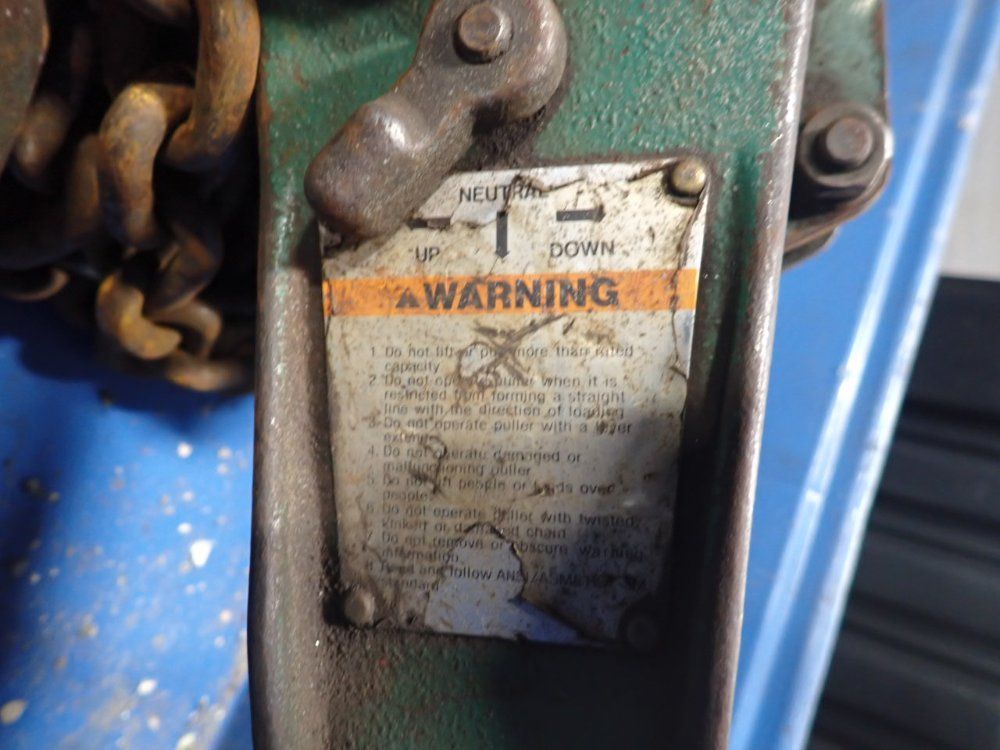 NEUTRAL
UP DOWN
WARNING
1. Do not lift or pull more than rated
capacity
2. Do not operate puller when it is
restricted from forming a straight
line with the direction of loading
3. Do not operate puller with a lever
4. Do not operate damaged or
malfunctioning puller
5. Do not lift people or loads over
people
6. Do not operate puller with twisted,
or damaged chain
7. Do not remove or obscure warning
information
8. Read and follow ANSI/ASME
standard